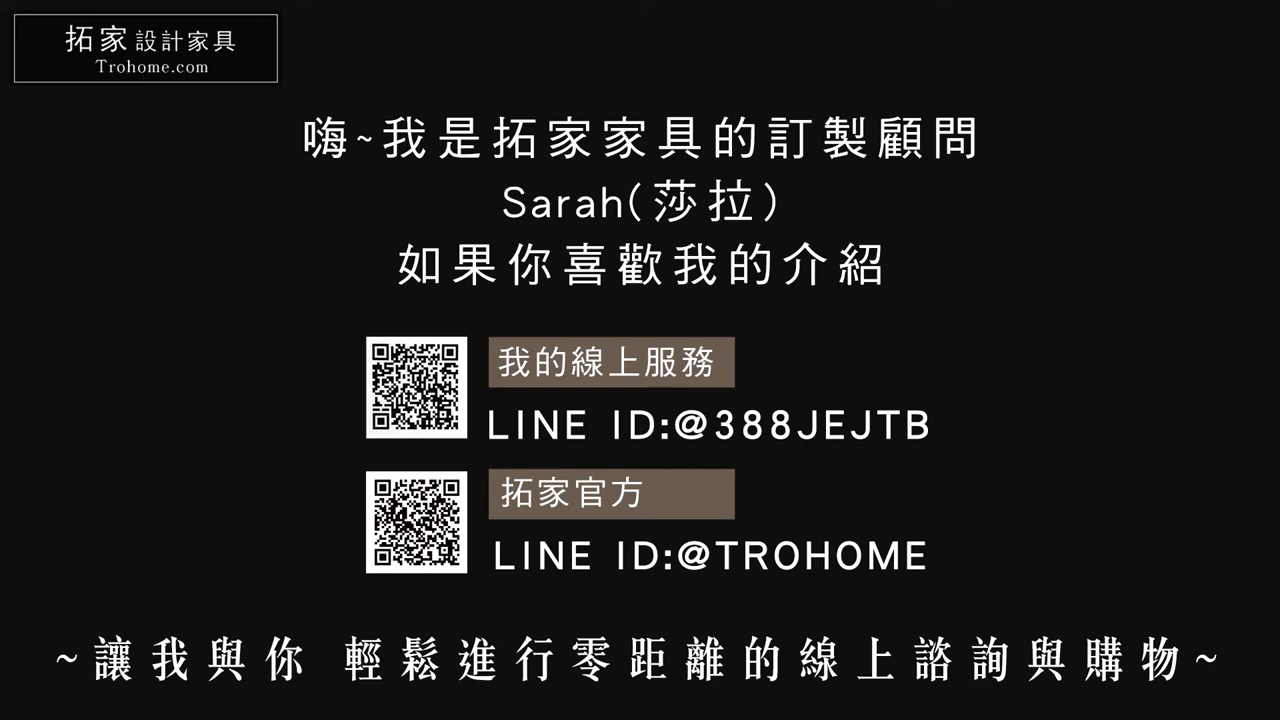 拓家設計家具
Trohome.com
嗨~我是拓家家具的訂製顧問
Sarah(莎拉)
如果你喜歡我的介紹
我的線上服務
LINE ID:@388JEJTB
拓家官方
LINE ID:@TROHOME
~讓我與你 輕鬆進行零距離的線上諮詢與購物~